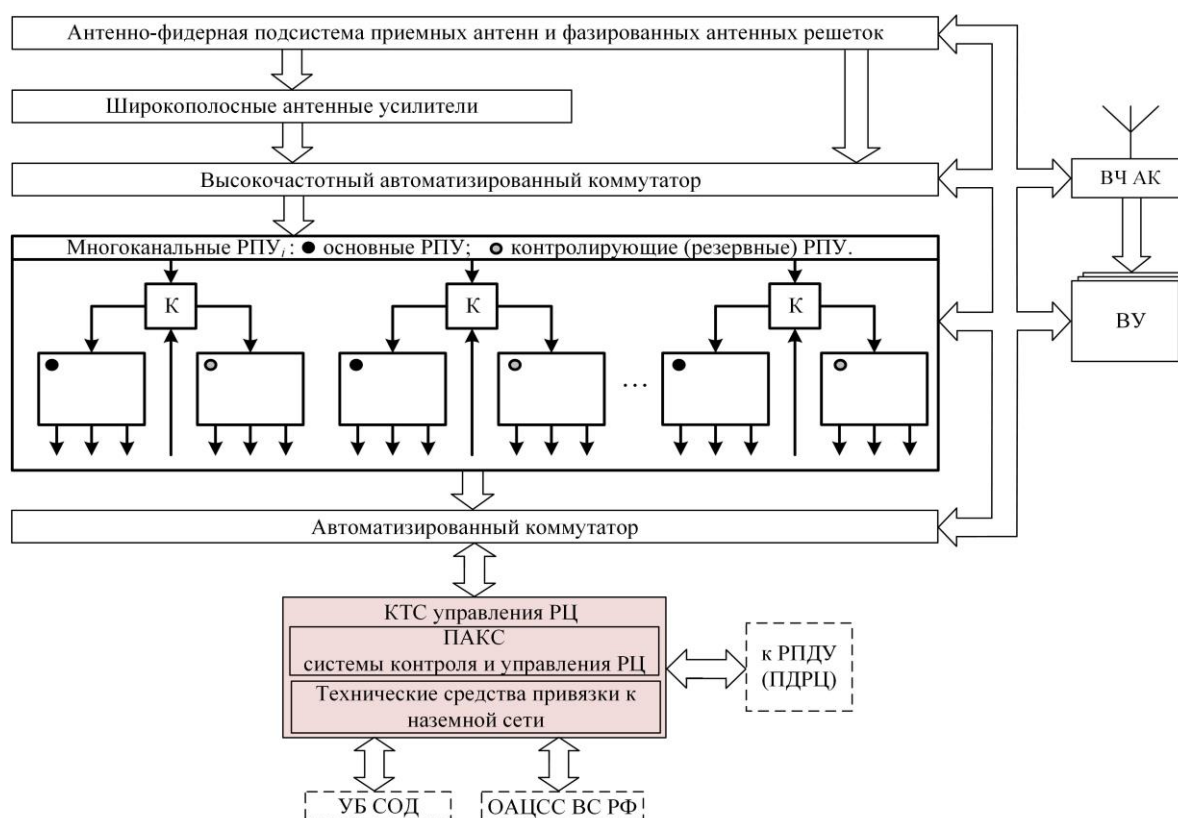 Антенно-фидерная подсистема приемных антенн и фазированных антенных решеток
Широкополосные антенные усилители
Высокочастотный автоматизированный коммутатор
ВЧ АК
Многоканальные РПУi : основные РПУ; контролирующие (резервные) РПУ.
К
К
К
ВУ
...
Автоматизированный коммутатор
КТС управления РЦ
ПАКС
системы контроля и управления РЦ
Технические средства привязки к
наземной сети
к РПДУ
(ПДРЦ)
УБ СОД
ОАЦСС ВС РФ